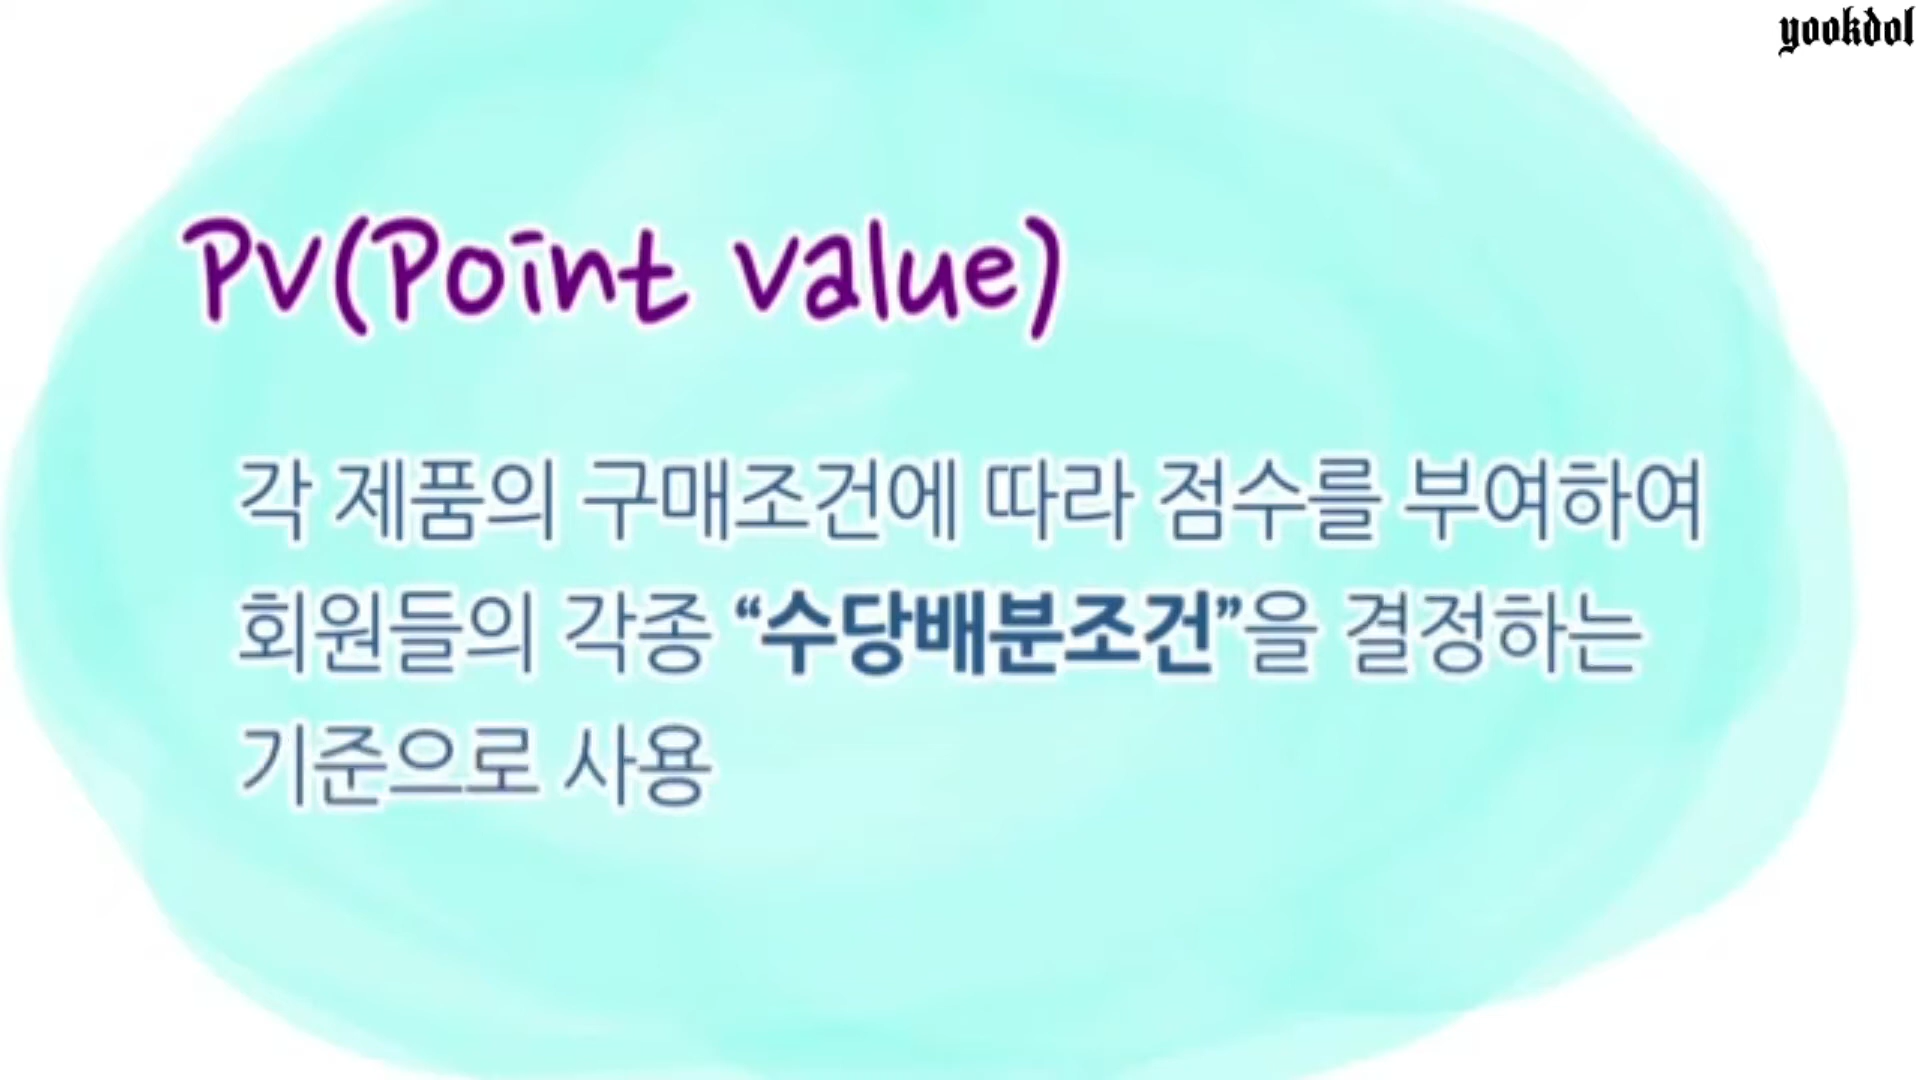 yookdol
PV(Point value)
각 제품의 구매조건에 따라 점수를 부여하여
회원들의 각종 “수당배분조건”을 결정하는
기준으로 사용